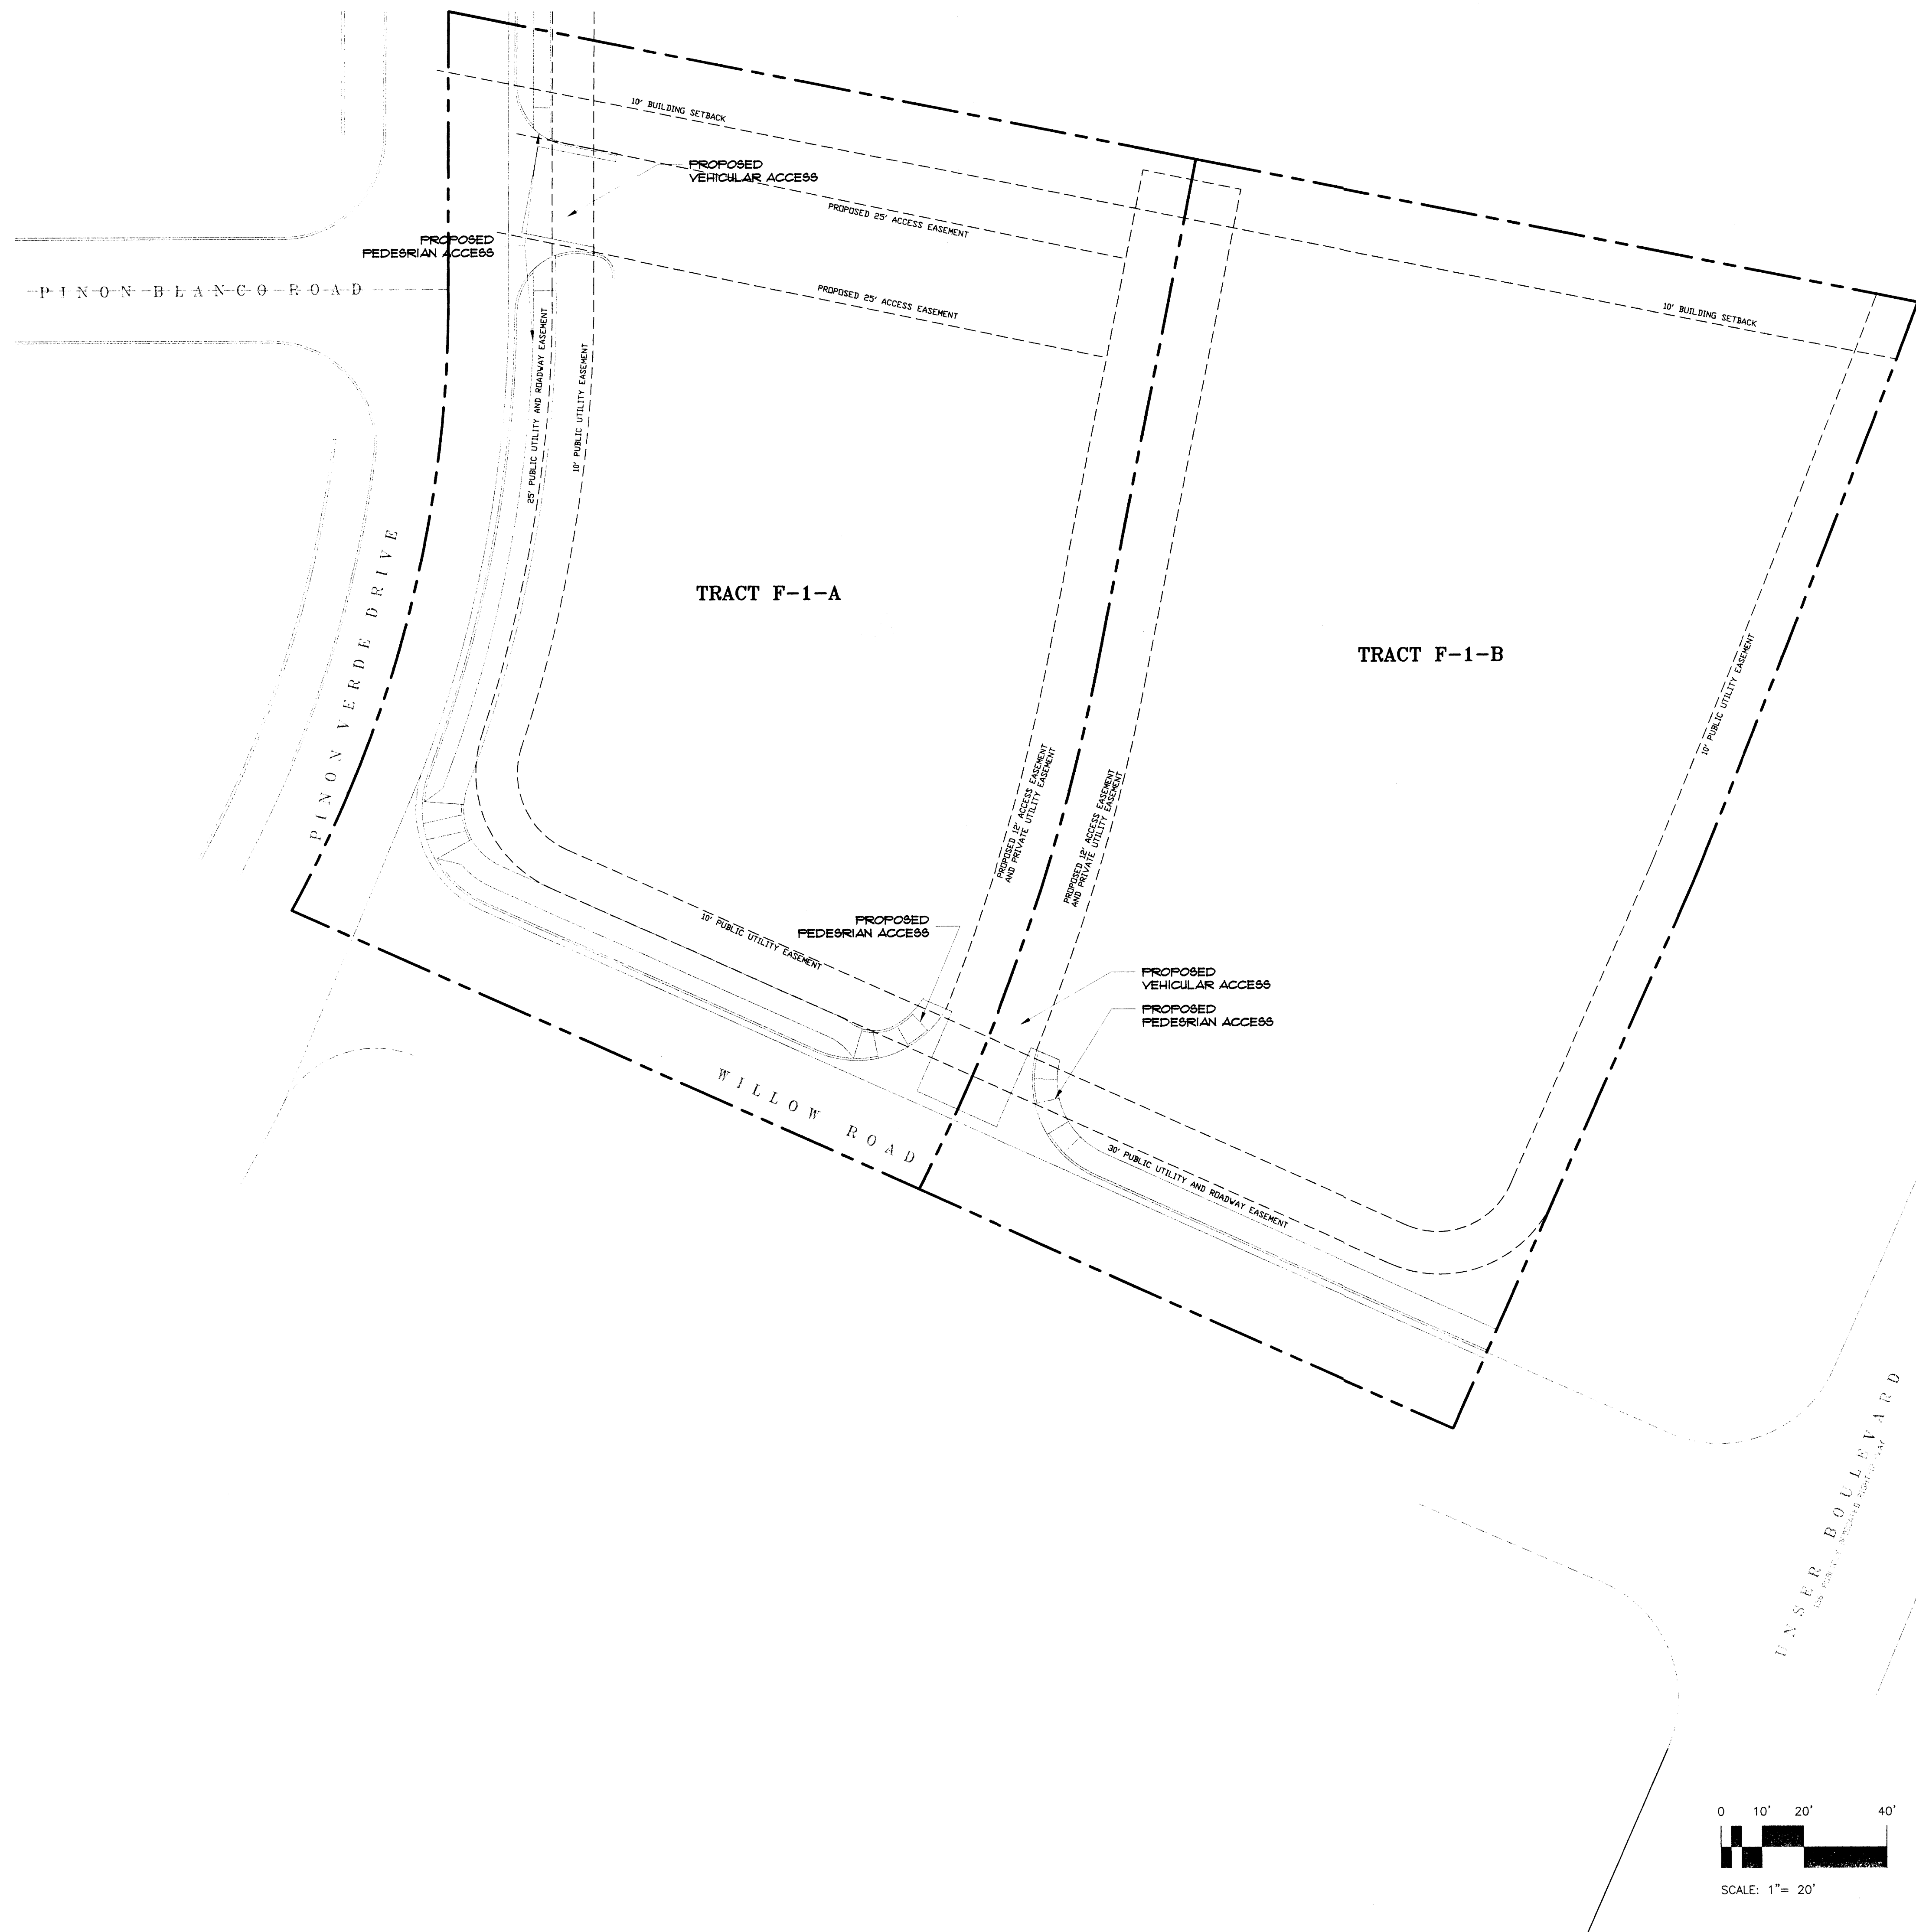 10' BUILDING SETBACK
PROPOSED
VEHICULAR ACCESS
PROPOSED 25' ACCESS EASEMENT
PROPOSED
PEDESRIAN ACCESS
PINON BLANCO ROAD
PROPOSED 25' ACCESS EASEMENT
10' BUILDING SETBACK
25' PUBLIC UTILITY AND ROADWAY EASEMENT
10' PUBLIC UTILITY EASEMENT
PINON VERDE DRIVE
TRACT F-1-A
TRACT F-1-B
10' PUBLIC UTILITY EASEMENT
PROPOSED 12' ACCESS EASEMENT
AND PRIVATE UTILITY EASEMENT
PROPOSED 12' ACCESS EASEMENT
AND PRIVATE UTILITY EASEMENT
10' PUBLIC UTILITY EASEMENT
PROPOSED
PEDESRIAN ACCESS
PROPOSED
VEHICULAR ACCESS
PROPOSED
PEDESRIAN ACCESS
WILLOW ROAD
30' PUBLIC UTILITY AND ROADWAY EASEMENT
UNSER BOULEVARD
0 10' 20' 40'
SCALE: 1"= 20'